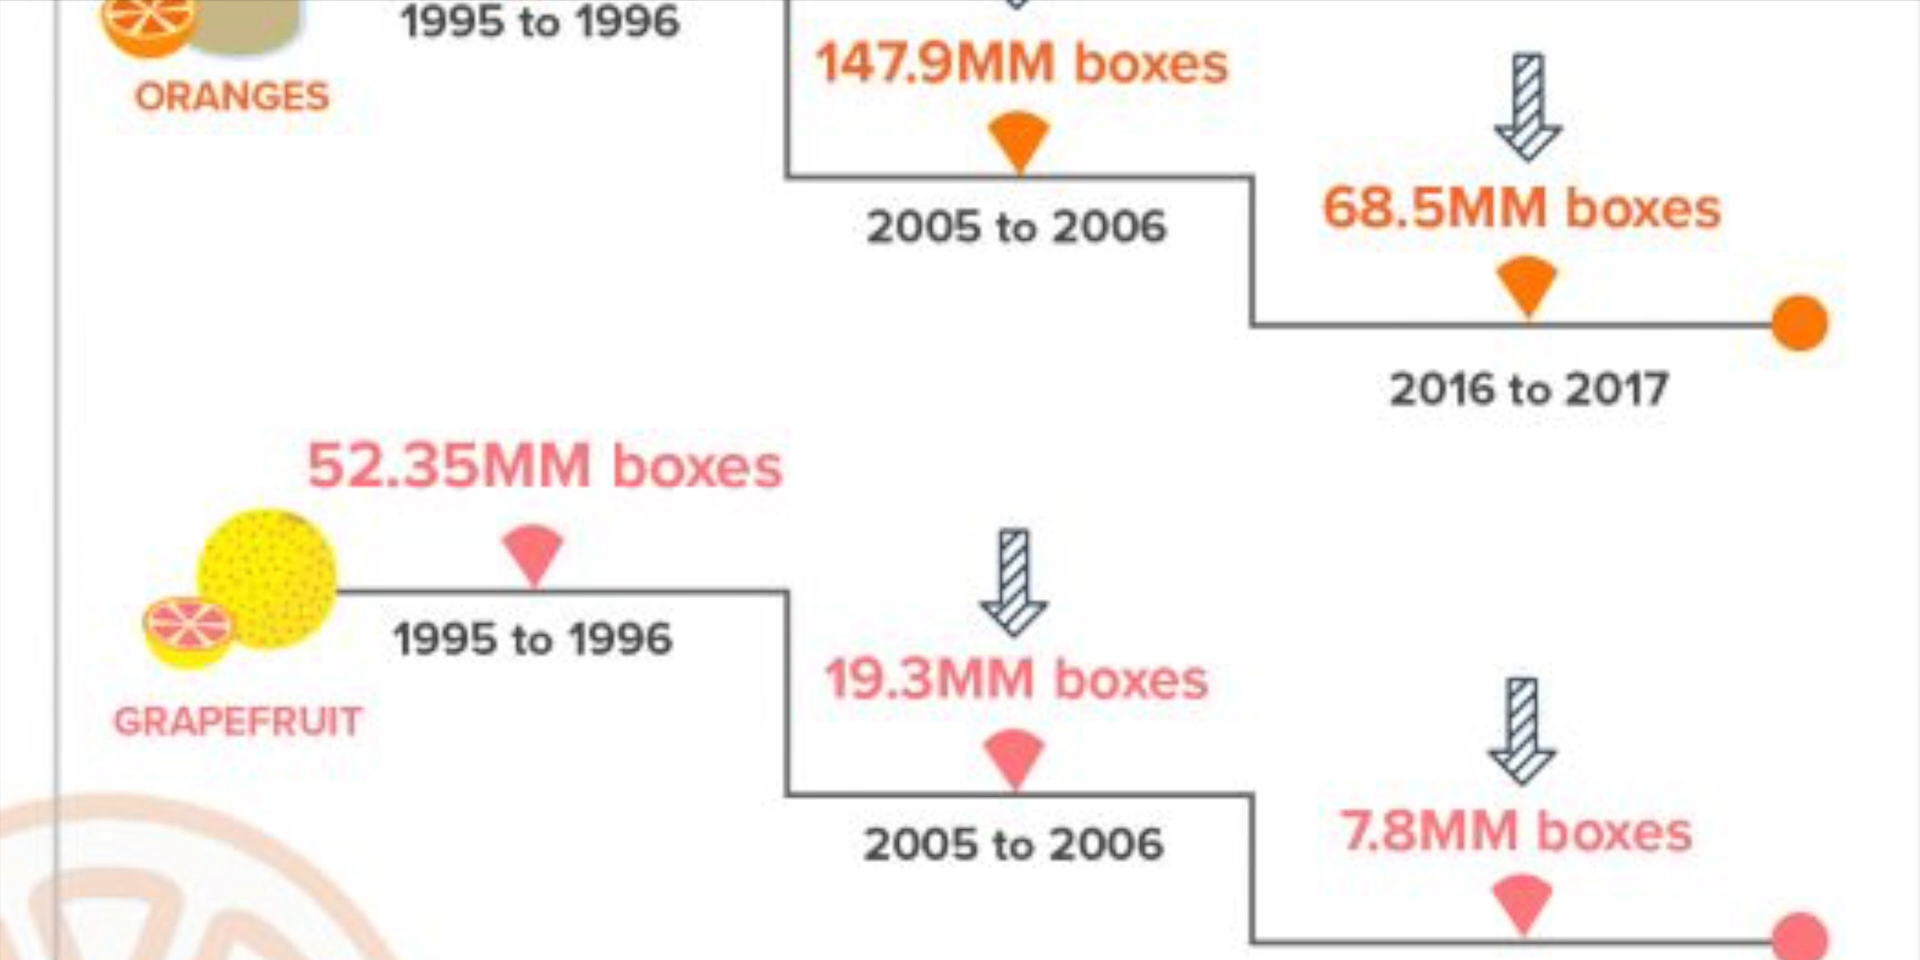 1995 to 1996
147.9MM boxes
ORANGES
68.5MM boxes
2005 to 2006
2016 to 2017
52.35MM boxes
1995 to 1996
19.3MM boxes
GRAPEFRUIT
7.8MM boxes
2005 to 2006